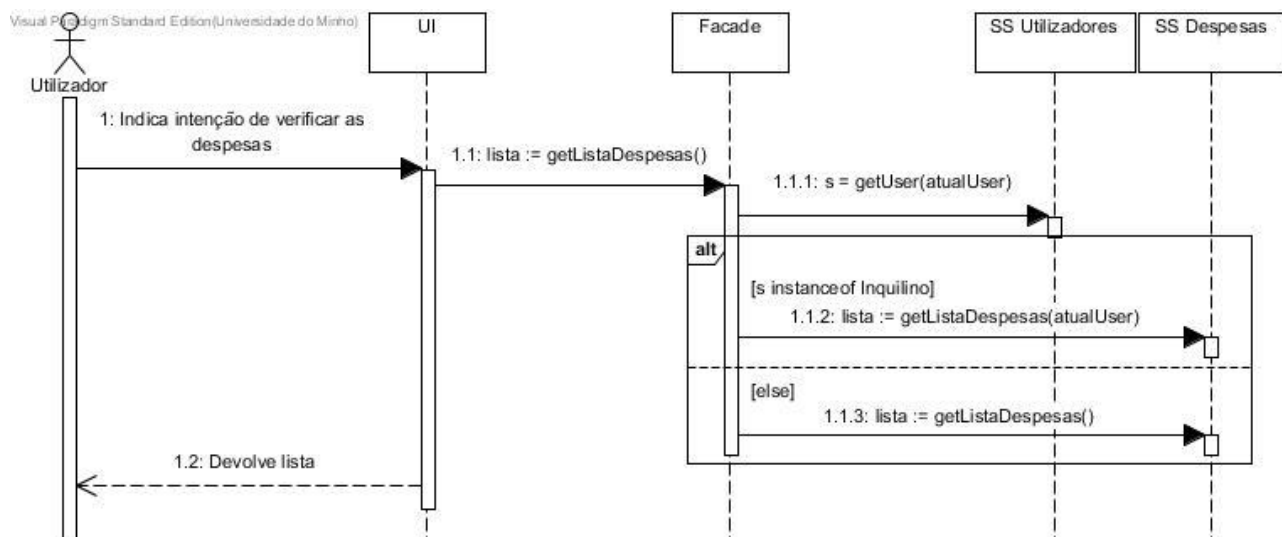 Visual Paradigm Standard Edition(Universidade do Minho)
UI
Facade
SS Utilizadores
SS Despesas
Utilizador
1: Indica intenção de verificar as
despesas
1.1: lista := getListaDespesas()
1.1.1: s = getUser(atualUser)
alt
[s instanceof Inquilino]
1.1.2: lista := getListaDespesas(atualUser)
[else]
1.1.3: lista := getListaDespesas()
1.2: Devolve lista